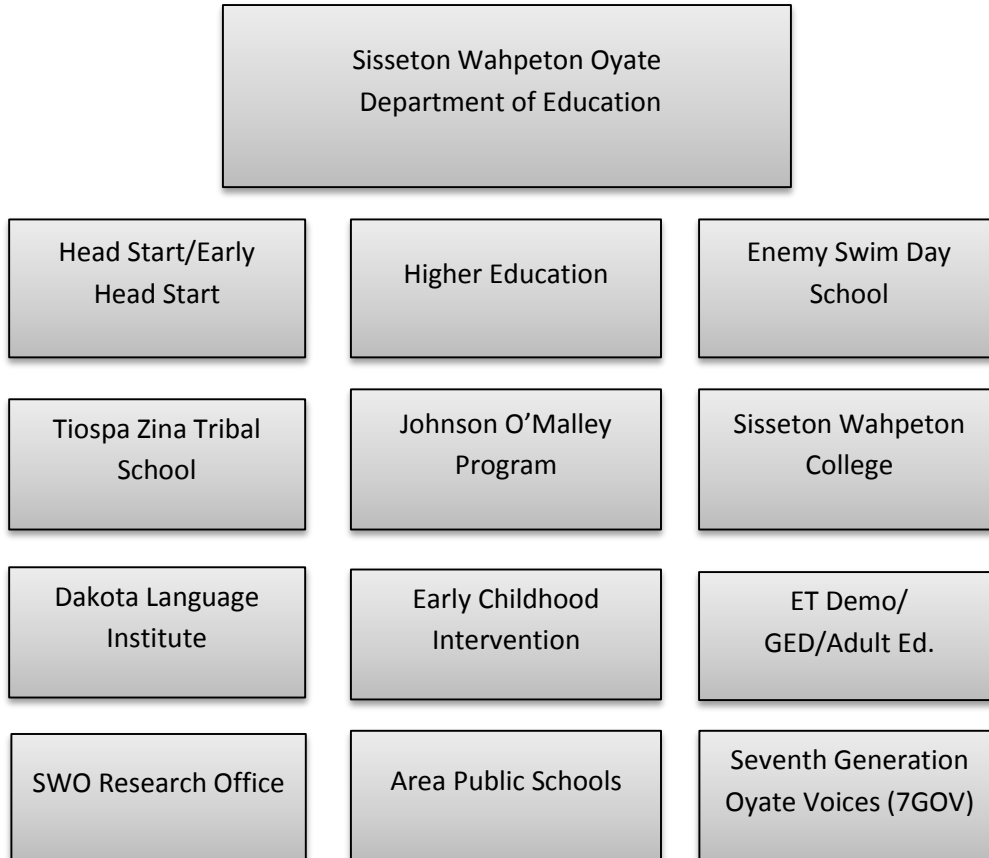 Sisseton Wahpeton Oyate
Department of Education
Head Start/Early
Head Start
Higher Education
Enemy Swim Day
School
Tiospa Zina Tribal
School
Johnson O’Malley
Program
Sisseton Wahpeton
College
Dakota Language
Institute
Early Childhood
Intervention
ET Demo/
GED/Adult Ed.
SWO Research Office
Area Public Schools
Seventh Generation
Oyate Voices (7GOV)